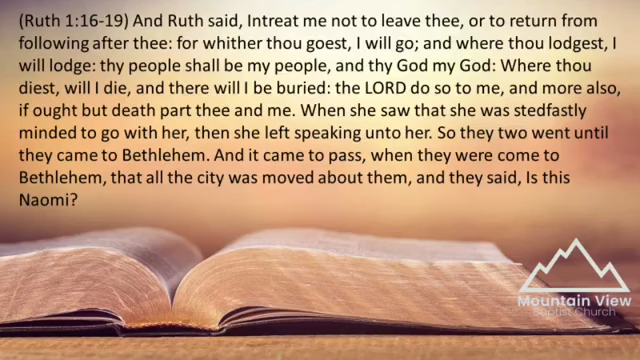 (Ruth 1:16-19) And Ruth said, Intreat me not to leave thee, or to return from
following after thee: for whither thou goest, I will go; and where thou lodgest, I
will lodge: thy people shall be my people, and thy God my God: Where thou
diest, will I die, and there will I be buried: the LORD do so to me, and more also,
if ought but death part thee and me. When she saw that she was stedfastly
minded to go with her, then she left speaking unto her. So they two went until
they came to Bethlehem. And it came to pass, when they were come to
Bethlehem, that all the city was moved about them, and they said, Is this
Naomi?
Mountain View
Baptist Church